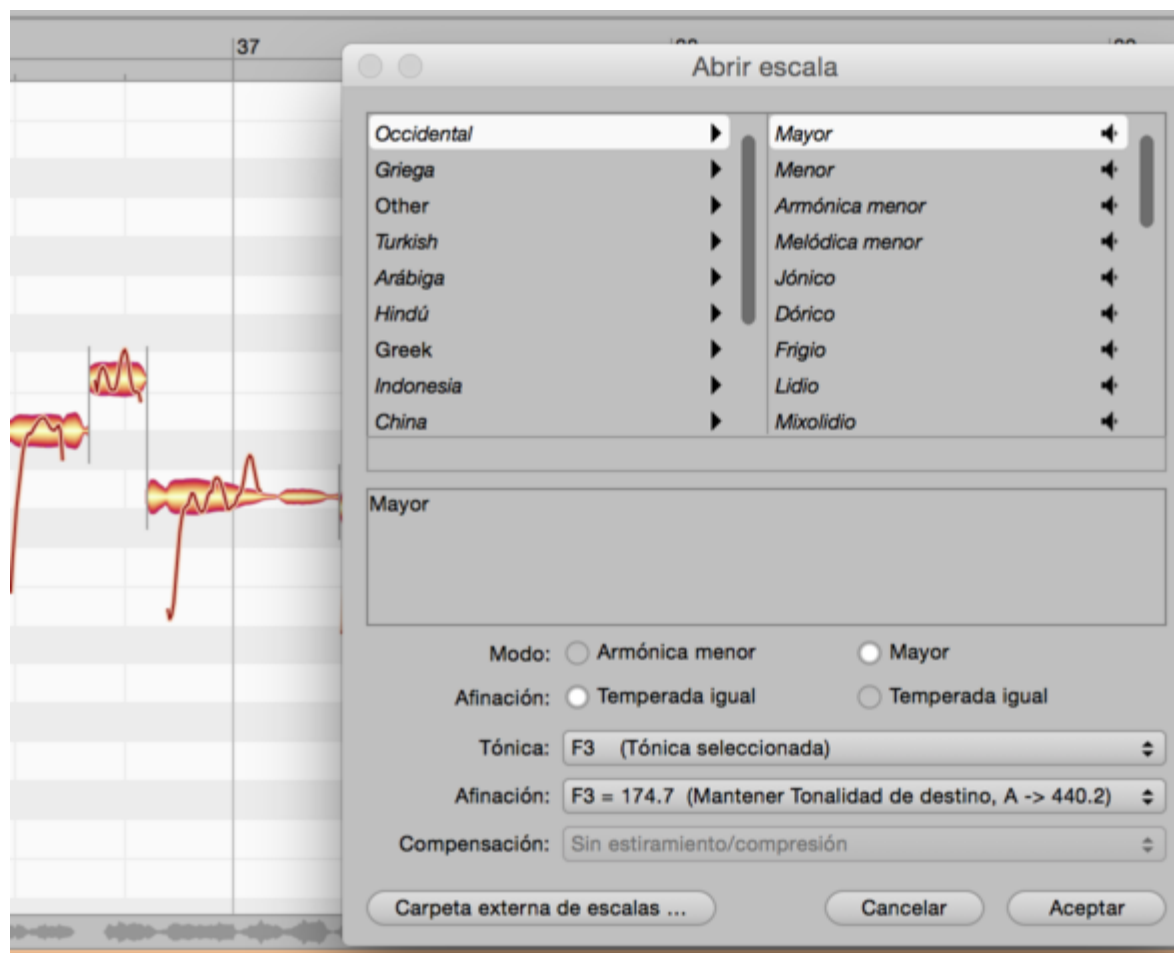 37
Abrir escala
Occidental
Mayor
Griega
Menor
Other
Armónica menor
Turkish
Melódica menor
Arábiga
Jónico
Hindú
Dórico
Greek
Frigio
Indonesia
Lidio
China
Mixolidio
Mayor
Modo: Armónica menor Mayor
Afinación: Temperada igual Temperada igual
Tónica: F3 (Tónica seleccionada)
Afinación: F3 = 174.7 (Mantener Tonalidad de destino, A -> 440.2)
Compensación: Sin estiramiento/compresión
Carpeta externa de escalas ... Cancelar Aceptar